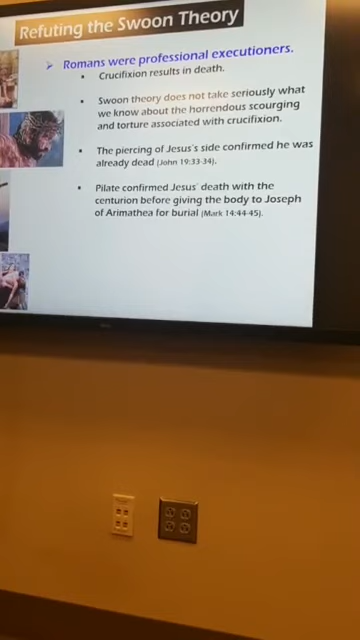 Refuting the Swoon Theory
➢ Romans were professional executioners.
• Crucifixion results in death.
• Swoon theory does not take seriously what
we know about the horrendous scourging
and torture associated with crucifixion.
• The piercing of Jesus's side confirmed he was
already dead (John 19:33-34).
• Pilate confirmed Jesus' death with the
centurion before giving the body to Joseph
of Arimathea for burial (Mark 14:44-45).